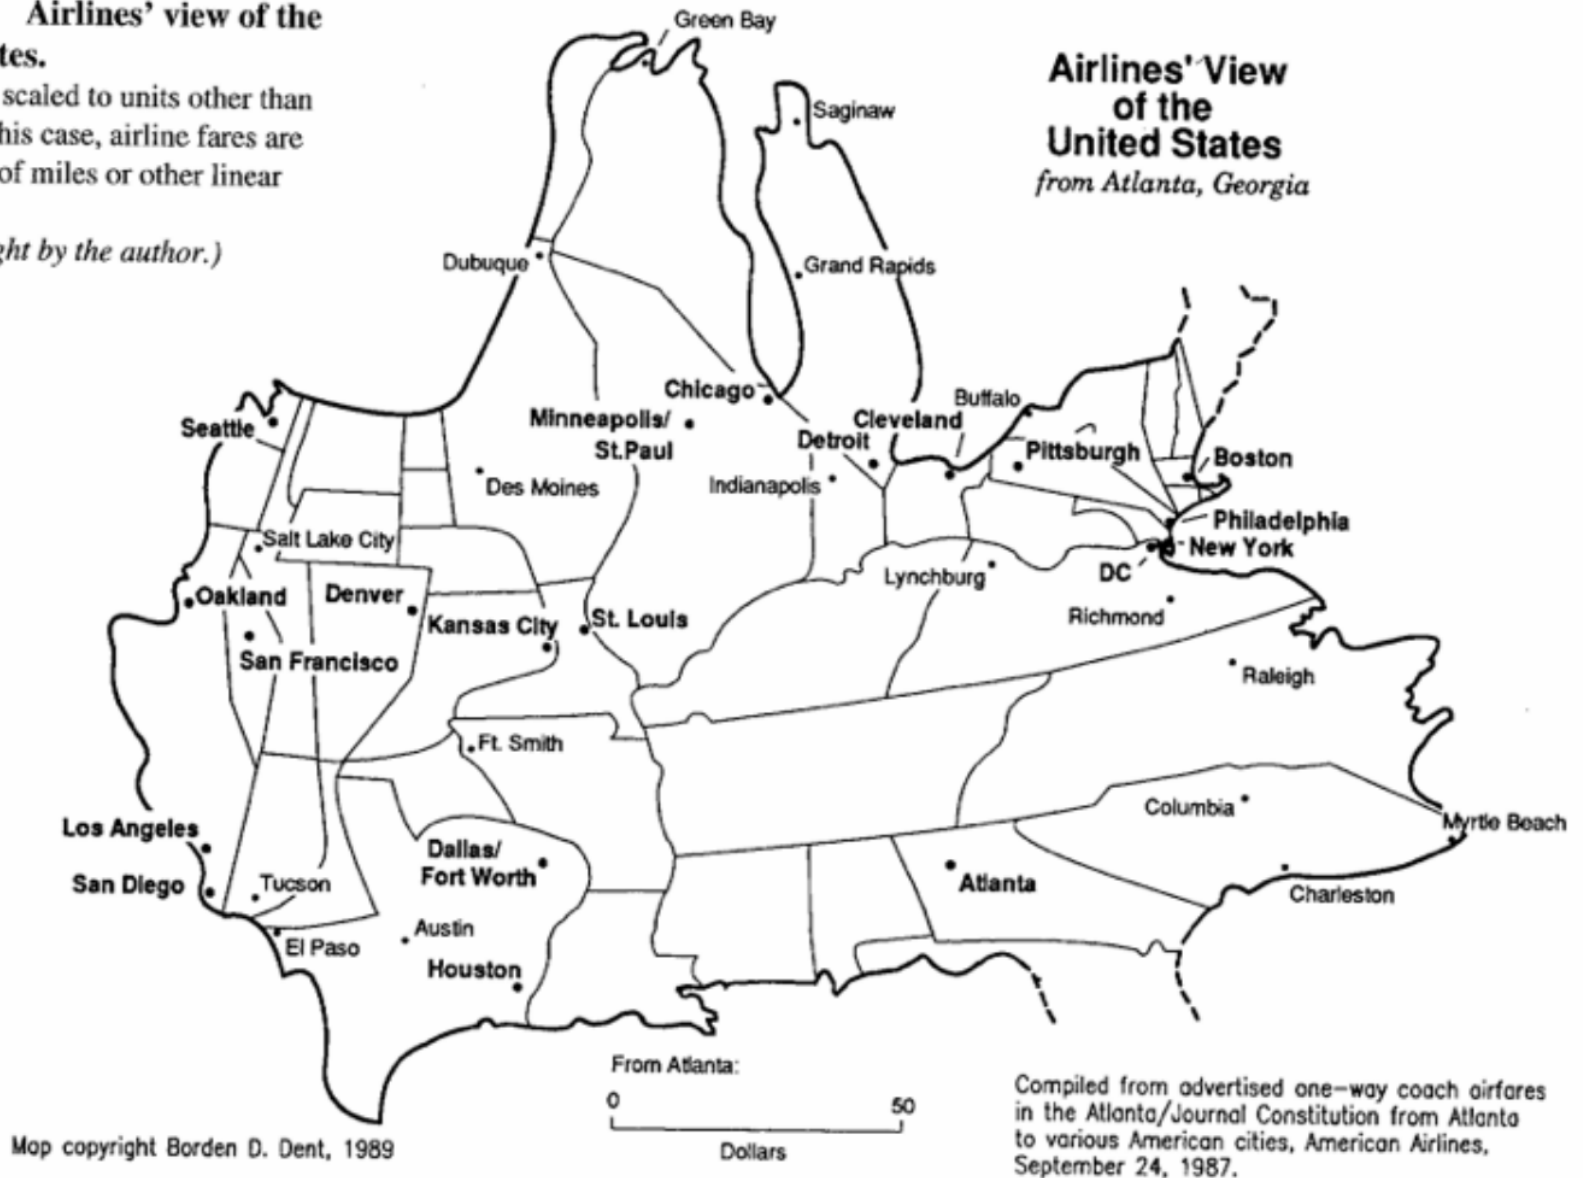 Airlines' view of the
tes.
scaled to units other than
his case, airline fares are
of miles or other linear
ght by the author.)
Airlines' View
of the
United States
from Atlanta, Georgia
Green Bay
Saginaw
Dubuque
Grand Rapids
Chicago
Buffalo
Minneapolis/
St.Paul
Cleveland
Detroit
Seattle
Pittsburgh
Boston
Des Moines
Indianapolis
Philadelphia
Salt Lake City
New York
DC
Lynchburg
Oakland
Denver
Kansas City
St. Louis
Richmond
San Francisco
Raleigh
Ft. Smith
Columbia
Myrtle Beach
Los Angeles
Dallas/
Fort Worth
San Diego
Tucson
Atlanta
Charleston
Austin
El Paso
Houston
From Atlanta:
0 50
Dollars
Compiled from advertised one-way coach airfares
in the Atlanta/Journal Constitution from Atlanta
to various American cities, American Airlines,
September 24, 1987.
Map copyright Borden D. Dent, 1989